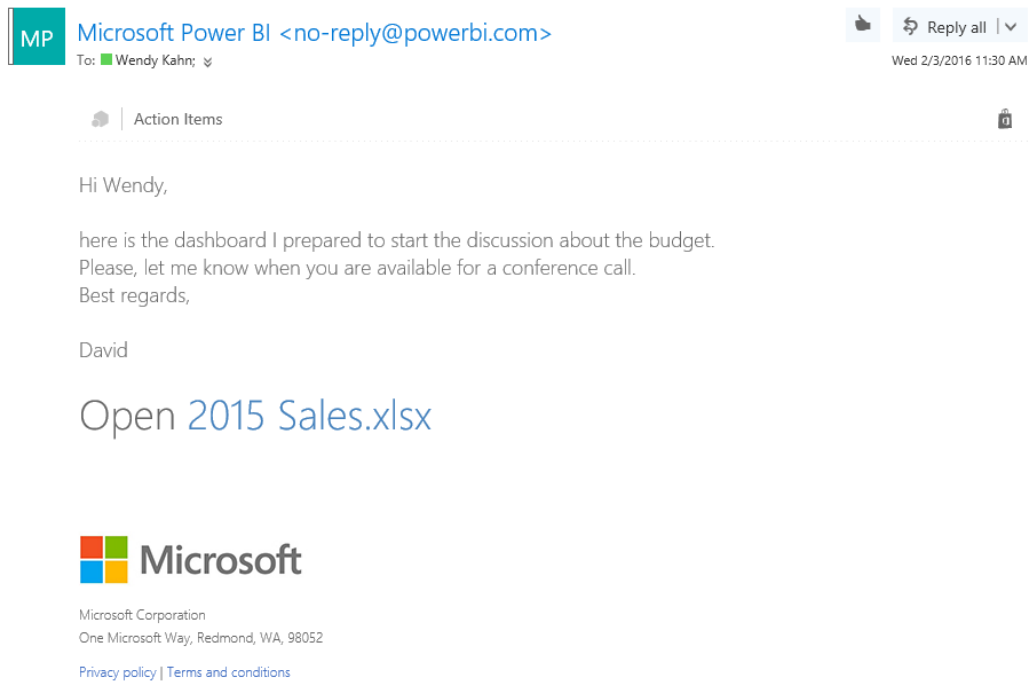 MP
Microsoft Power BI <no-reply@powerbi.com>
Reply all
To: Wendy Kahn;
Wed 2/3/2016 11:30 AM
Action Items
Hi Wendy,
here is the dashboard I prepared to start the discussion about the budget.
Please, let me know when you are available for a conference call.
Best regards,
David
Open 2015 Sales.xlsx
Microsoft
Microsoft Corporation
One Microsoft Way, Redmond, WA, 98052
Privacy policy | Terms and conditions